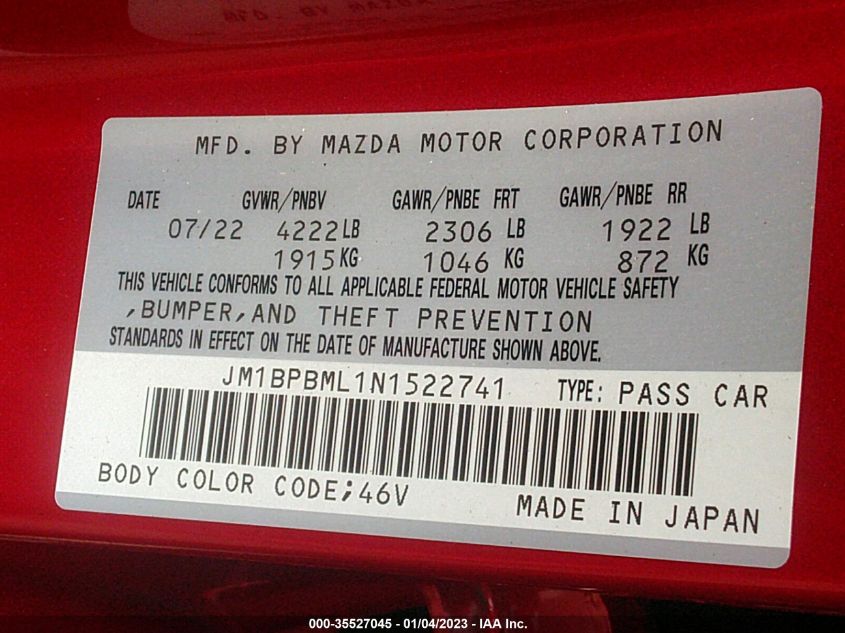 MFD. BY MAZDA MOTOR CORPORATION
DATE GVWR/PNBV GAWR/PNBE FRT GAWR/PNBE RR
07/22 4222LB 2306 LB 1922 LB
1915KG 1046 KG 872 KG
THIS VEHICLE CONFORMS TO ALL APPLICABLE FEDERAL MOTOR VEHICLE SAFETY
,BUMPER,AND THEFT PREVENTION
STANDARDS IN EFFECT ON THE DATE OF MANUFACTURE SHOWN ABOVE.
JM1BPBML1N1522741 TYPE: PASS CAR
BODY COLOR CODE;46V MADE IN JAPAN
000-35527045 - 01/04/2023 - IAA Inc.